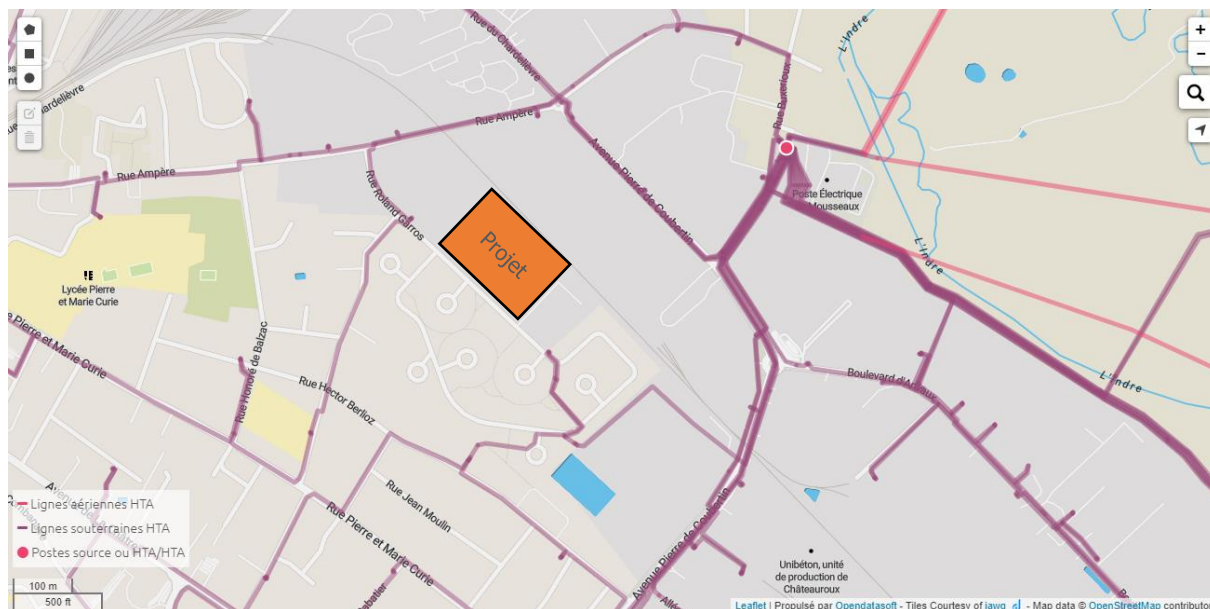 +
−
Rue du Chardelièvre
L'Indre
Chardelièvre
Rue Ampère
Rue Buxerioux
Rue Ampère
Avenue Pierre de Coubertin
Poste Électrique
Mousseaux
Rue Roland Garros
Projet
L'Indre
Lycée Pierre
et Marie Curie
Rue Honoré de Balzac
Pierre et Marie Curie
Rue Hector Berlioz
L'Indre
Rue Jean Moulin
Rue Pierre et Marie Curie
Avenue Pierre de Coubertin
Lignes aériennes HTA
Lignes souterraines HTA
Postes source ou HTA/HTA
Unibéton, unité
de production de
Châteauroux
100 m
500 ft
Leaflet | Propulsé par Opendatasoft - Tiles Courtesy of jawg - Map data © OpenStreetMap contributor